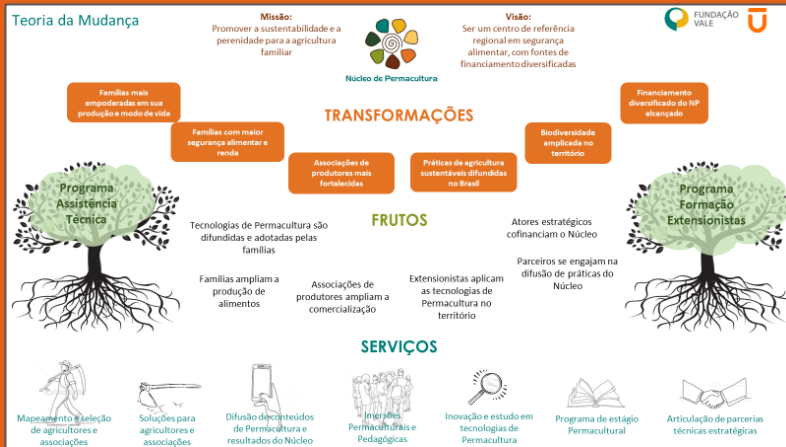 Teoria da Mudança
Missão:
Promover a sustentabilidade e a
perenidade para a agricultura
familiar
Núcleo de Permacultura
Visão:
Ser um centro de referência
regional em segurança
alimentar, com fontes de
financiamento diversificadas
FUNDAÇÃO
VALE
TRANSFORMAÇÕES
Famílias mais
empoderadas em sua
produção e modo de vida
Famílias com maior
segurança alimentar e
renda
Associações de
produtores mais
fortalecidas
Práticas de agricultura
sustentáveis difundidas
no Brasil
Biodiversidade
amplicada no
território
Financiamento
diversificado do NP
alcançado
Programa
Assistência
Técnica
Programa
Formação
Extensionistas
FRUTOS
Tecnologias de Permacultura são
difundidas e adotadas pelas
famílias
Atores estratégicos
cofinanciam o Núcleo
Famílias ampliam a
produção de
alimentos
Associações de
produtores ampliam a
comercialização
Extensionistas aplicam
as tecnologias de
Permacultura no
território
Parceiros se engajam na
difusão de práticas do
Núcleo
SERVIÇOS
Mapeamento e seleção
de agricultores e
associações
Soluções para
agricultores e
associações
Difusão de conteúdos
de Permacultura e
resultados do Núcleo
Imersões
Permaculturais e
Pedagógicas
Inovação e estudo em
tecnologias de
Permacultura
Programa de estágio
Permacultural
Articulação de parcerias
técnicas estratégicas